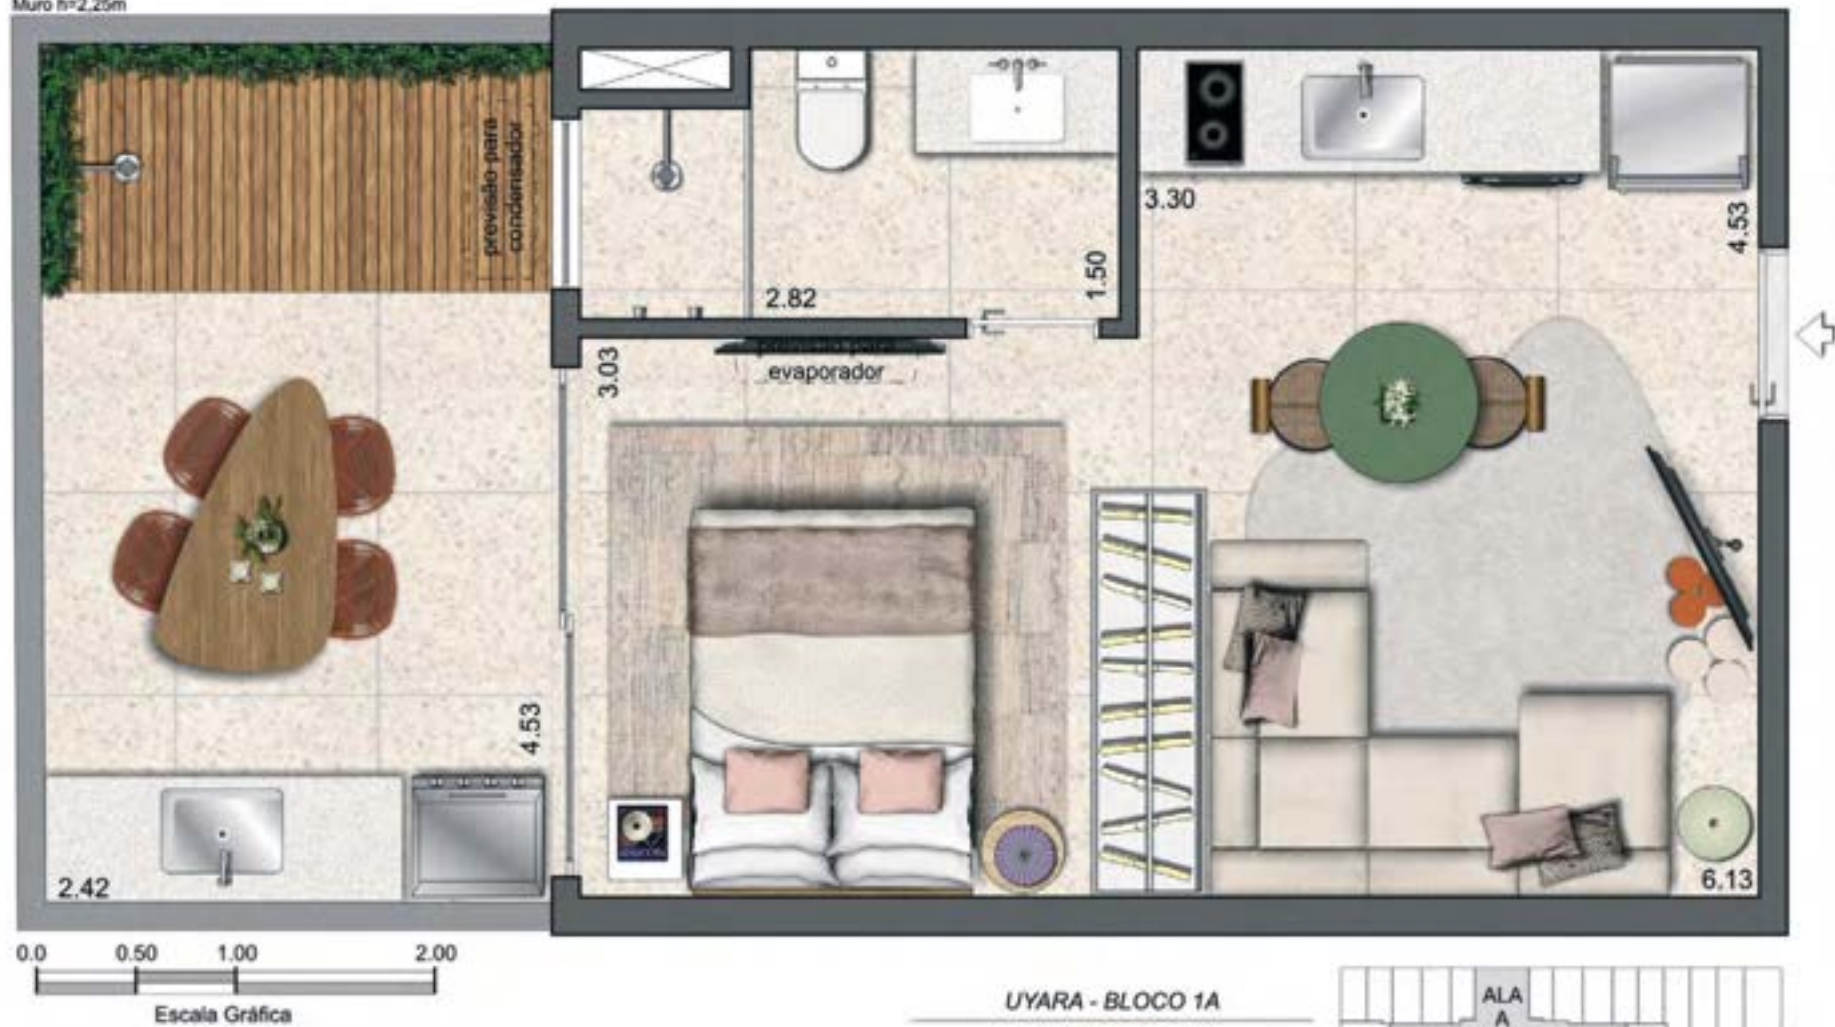 Muro h=2,25m
previsão para
condensador
3.30
4.53
2.82
1.50
3.03
evaporador
4.53
2.42
6.13
0.0 0.50 1.00 2.00
Escala Gráfica
UYARA - BLOCO 1A
ALA
A